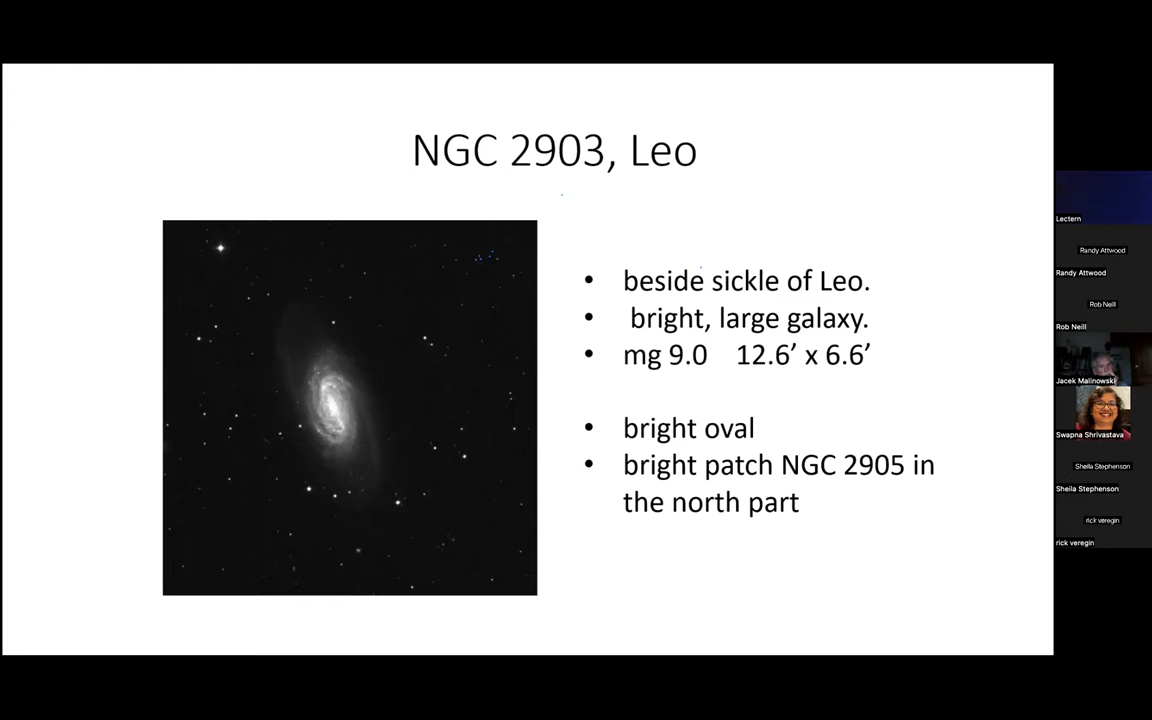 NGC 2903, Leo
• beside sickle of Leo.
• bright, large galaxy.
• mg 9.0 12.6’ x 6.6’
• bright oval
• bright patch NGC 2905 in
the north part
Lectern
Randy Attwood
Randy Attwood
Rob Neill
Rob Neill
Jacek Malinowski
Swapna Shrivastava
Sheila Stephenson
Sheila Stephenson
rick veregin
rick veregin